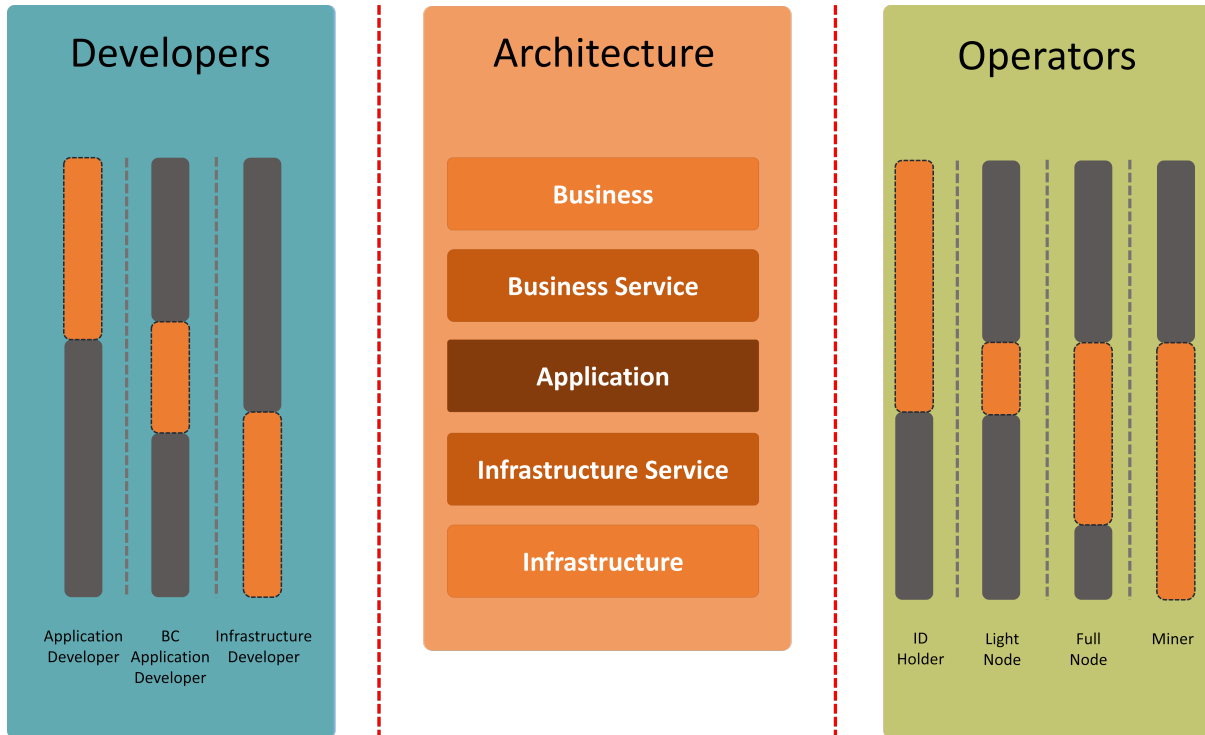 Developers
Application
Developer
BC
Application
Developer
Infrastructure
Developer
Architecture
Business
Business Service
Application
Infrastructure Service
Infrastructure
Operators
ID
Holder
Light
Node
Full
Node
Miner